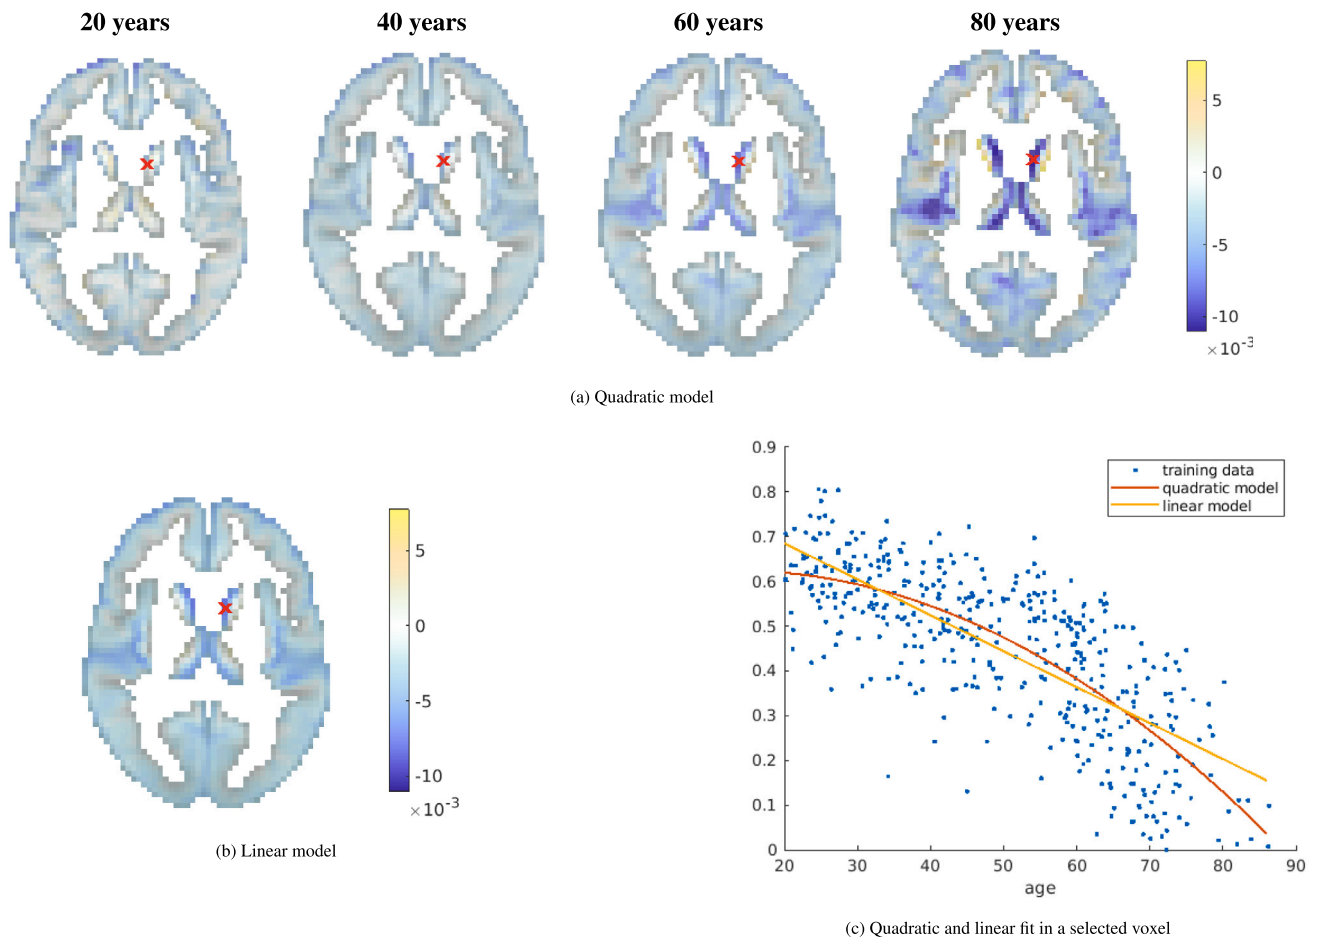 20 years 40 years 60 years 80 years
5
0
-5
-10
×10-3
(a) Quadratic model
5
0
-5
-10
×10-3
(b) Linear model
0.9
0.8
0.7
0.6
0.5
0.4
0.3
0.2
0.1
0
training data
quadratic model
linear model
20 30 40 50 60 70 80 90
age
(c) Quadratic and linear fit in a selected voxel